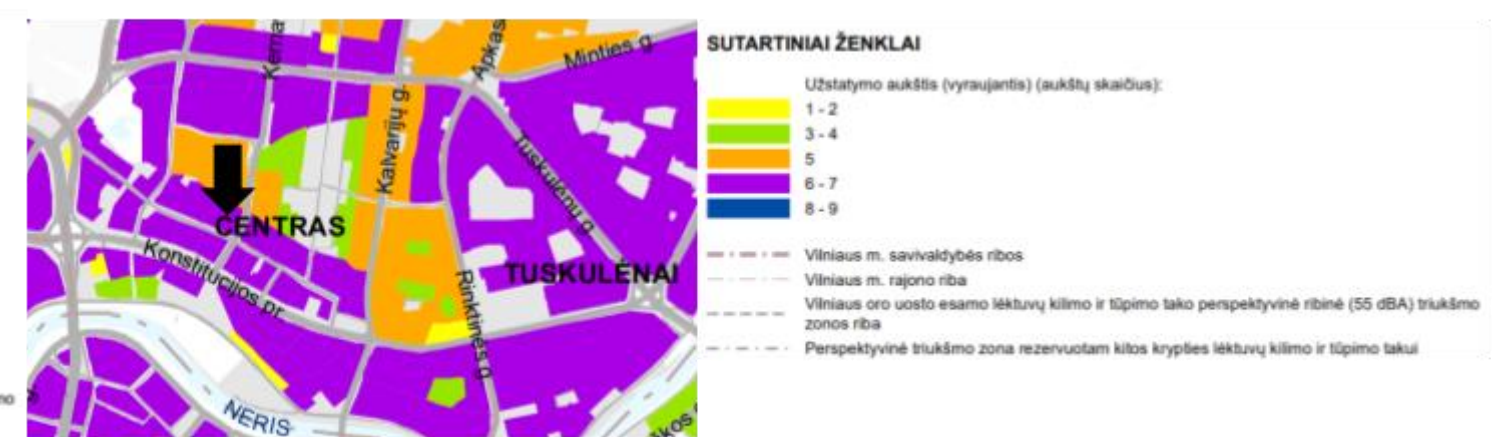 Kerna
Apkas
Minties g.
Kalvarijų g.
Tuskulėnų g.
CENTRAS
Konstitucijos pr.
Rinktinės g.
TUSKULĖNAI
NERIS
SUTARTINIAI ŽENKLAI
Užstatymo aukštis (vyraujantis) (aukštų skaičius):
1 - 2
3 - 4
5
6 - 7
8 - 9
Vilniaus m. savivaldybės ribos
Vilniaus m. rajono riba
Vilniaus oro uosto esamo lėktuvų kilimo ir tūpimo tako perspektyvinė ribinė (55 dBA) triukšmo
zonos riba
Perspektyvinė triukšmo zona rezervuotam kitos krypties lėktuvų kilimo ir tūpimo takui